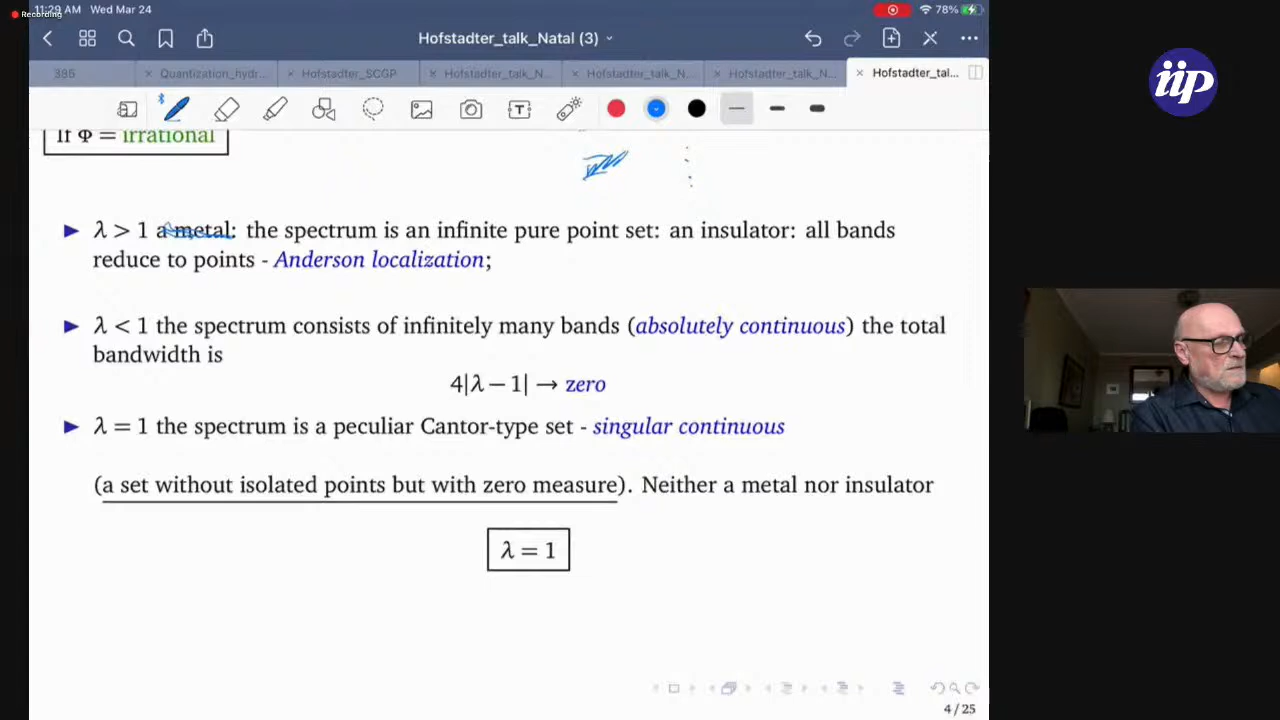 Recording
11:29 AM Wed Mar 24
78%
Hofstadter_talk_Natal (3)
385
Quantization_hydr...
Hofstadter_SCGP
Hofstadter_talk_N...
Hofstadter_talk_N...
Hofstadter_talk_N...
Hofstadter_tal...
iip
If Φ = irrational
λ > 1 a metal: the spectrum is an infinite pure point set: an insulator: all bands
reduce to points - Anderson localization;
λ < 1 the spectrum consists of infinitely many bands (absolutely continuous) the total
bandwidth is
4|λ − 1| → zero
λ = 1 the spectrum is a peculiar Cantor-type set - singular continuous
(a set without isolated points but with zero measure). Neither a metal nor insulator
λ = 1
4 / 25